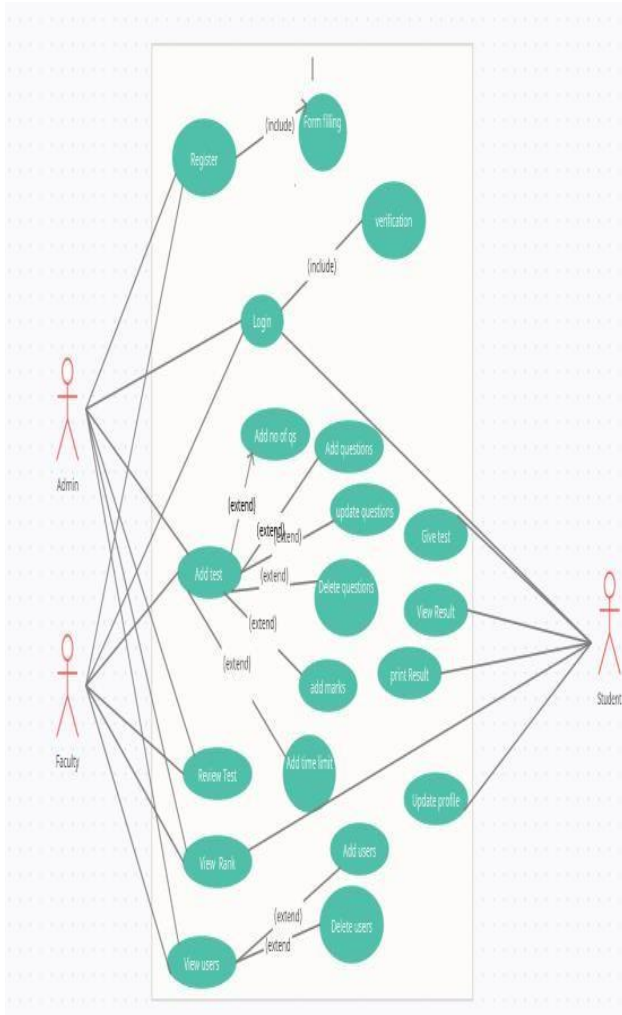 Form filling
(include)
Register
verification
(include)
Login
Add no of qs
Add questions
(extend)
update questions
(extend)
(extend)
Give test
Admin
Add test
(extend)
Delete questions
View Result
(extend)
(extend)
print Result
add marks
Student
Faculty
Review Test
Add time limit
Update profile
View Rank
Add users
(extend)
Delete users
(extend
View users